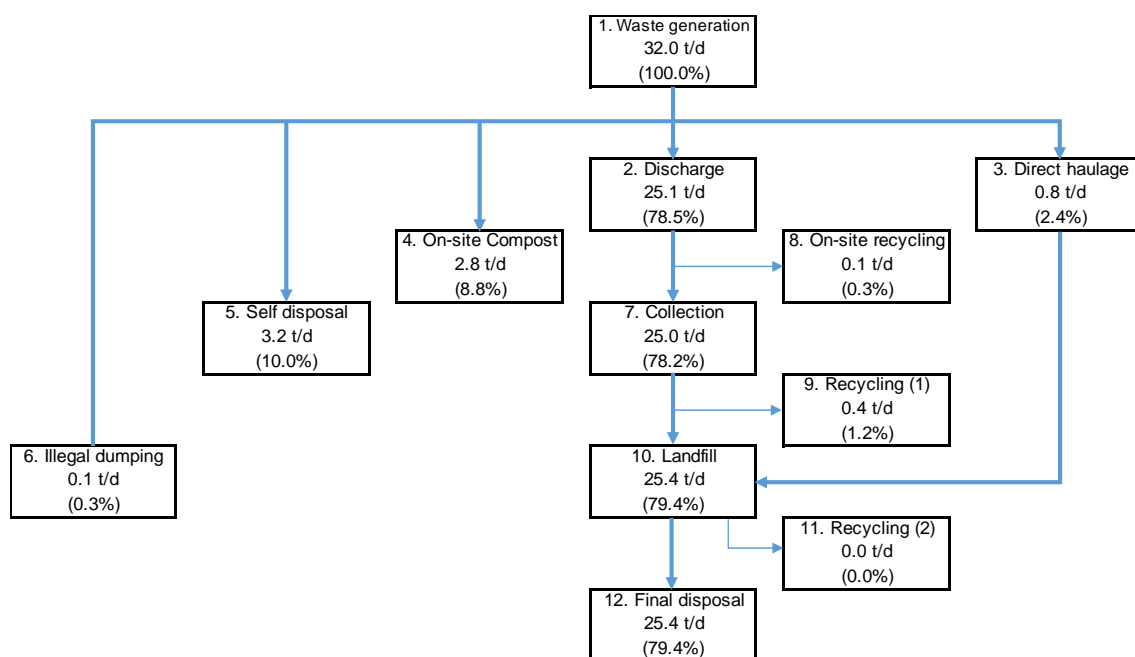 1. Waste generation
32.0 t/d
(100.0%)
2. Discharge
25.1 t/d
(78.5%)
3. Direct haulage
0.8 t/d
(2.4%)
4. On-site Compost
2.8 t/d
(8.8%)
8. On-site recycling
0.1 t/d
(0.3%)
5. Self disposal
3.2 t/d
(10.0%)
7. Collection
25.0 t/d
(78.2%)
9. Recycling (1)
0.4 t/d
(1.2%)
6. Illegal dumping
0.1 t/d
(0.3%)
10. Landfill
25.4 t/d
(79.4%)
11. Recycling (2)
0.0 t/d
(0.0%)
12. Final disposal
25.4 t/d
(79.4%)